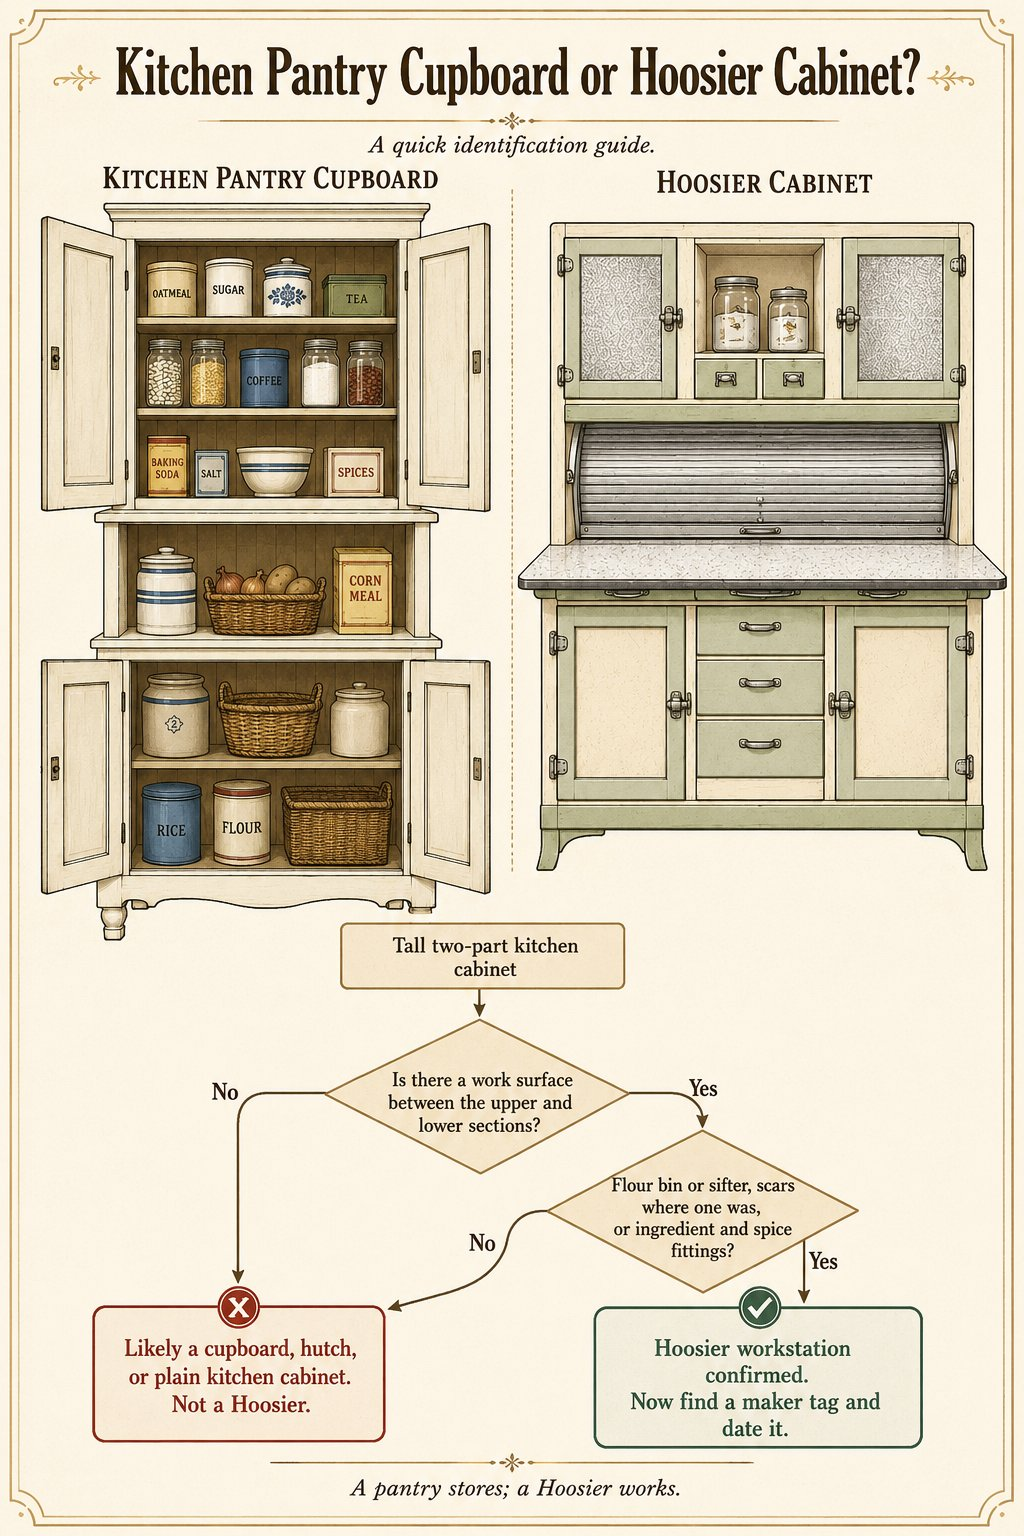 Kitchen Pantry Cupboard or Hoosier Cabinet?
A quick identification guide.
KITCHEN PANTRY CUPBOARD
HOOSIER CABINET
OATMEAL
SUGAR
TEA
COFFEE
BAKING
SODA
SALT
SPICES
CORN
MEAL
2
RICE
FLOUR
Tall two-part kitchen
cabinet
Is there a work surface
between the upper and
lower sections?
No
Yes
Flour bin or sifter, scars
where one was,
or ingredient and spice
fittings?
No
Yes
Likely a cupboard, hutch,
or plain kitchen cabinet.
Not a Hoosier.
Hoosier workstation
confirmed.
Now find a maker tag and
date it.
A pantry stores; a Hoosier works.